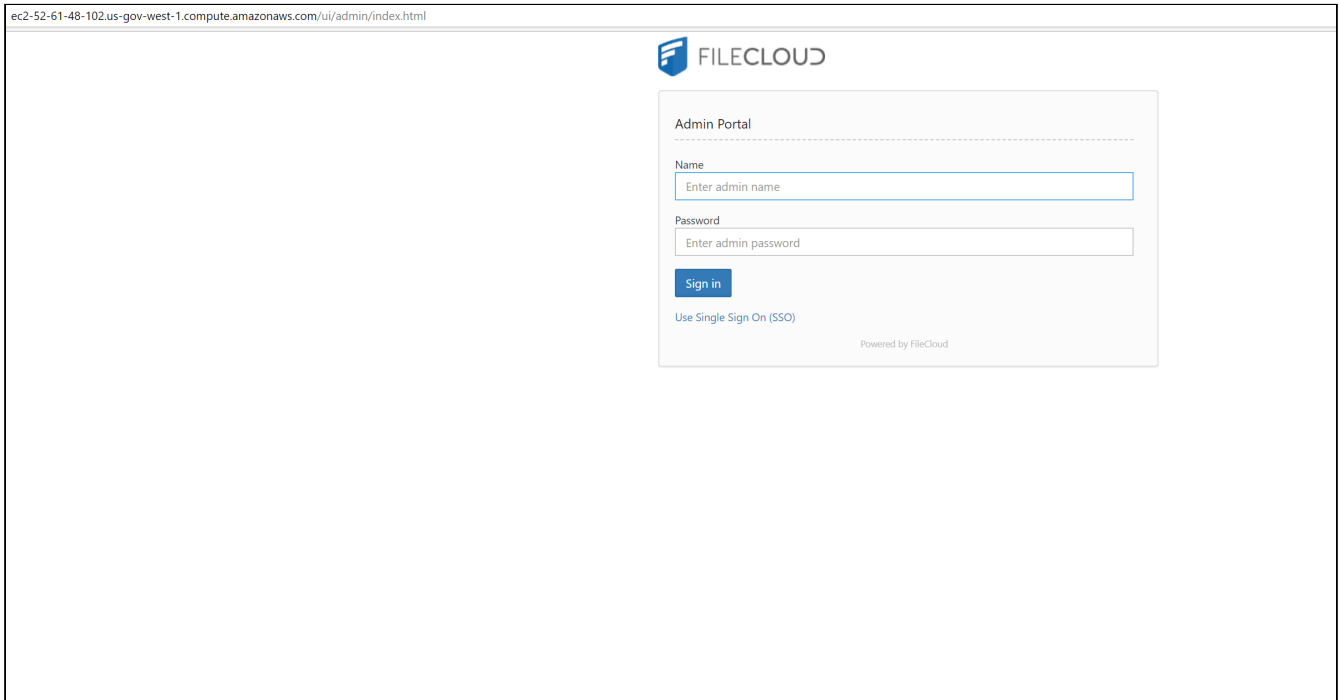 ec2-52-61-48-102.us-gov-west-1.compute.amazonaws.com/ui/admin/index.html
FILECLOUD
Admin Portal
Name
Enter admin name
Password
Enter admin password
Sign in
Use Single Sign On (SSO)
Powered by FileCloud